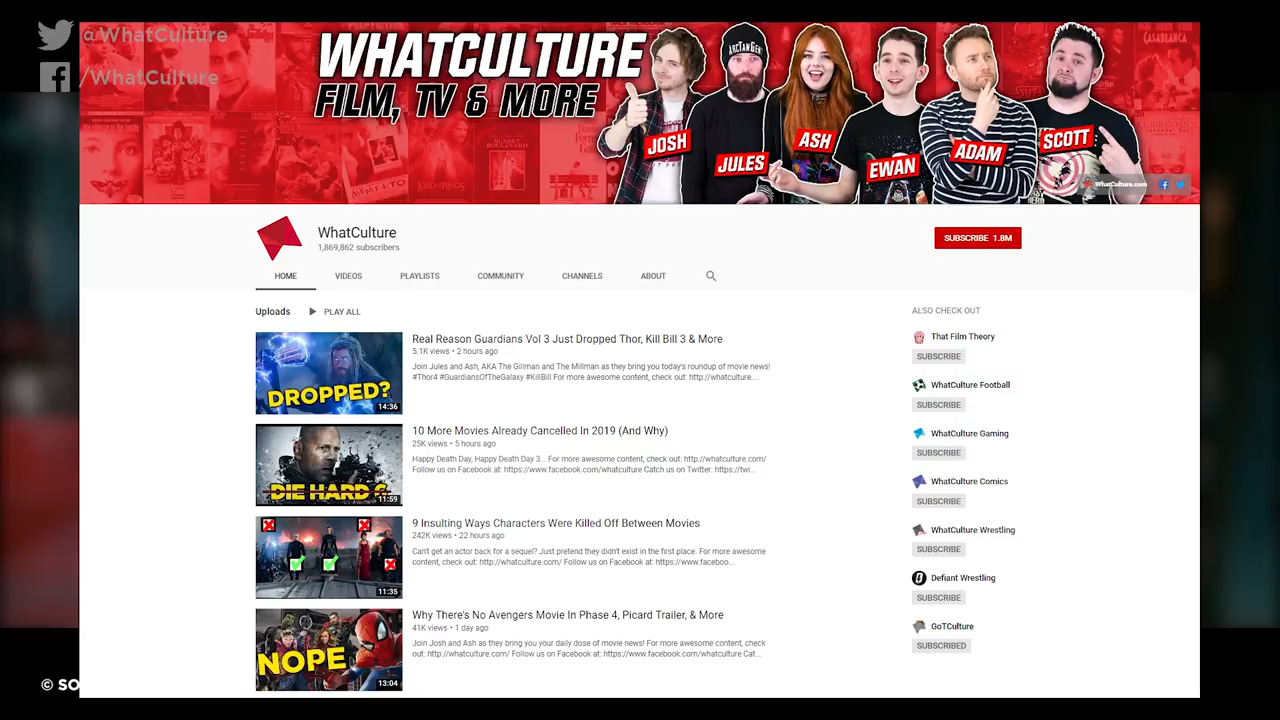 @WhatCulture
/WhatCulture
WHATCULTURE
FILM, TV & MORE
JOSH
JULES
ASH
EWAN
ADAM
SCOTT
ARCTANGENT
CASABLANCA
MEMENTO
WhatCulture.com
WhatCulture
1,869,862 subscribers
SUBSCRIBE 1.8M
HOME VIDEOS PLAYLISTS COMMUNITY CHANNELS ABOUT
Uploads PLAY ALL
DROPPED?
14:36
Real Reason Guardians Vol 3 Just Dropped Thor, Kill Bill 3 & More
5.1K views • 2 hours ago
Join Jules and Ash, AKA The Gillman and The Millman as they bring you today's roundup of movie news!
#Thor4 #GuardiansOfTheGalaxy #KillBill For more awesome content, check out: http://whatculture....
DIE HARD 6
11:59
10 More Movies Already Cancelled In 2019 (And Why)
25K views • 5 hours ago
Happy Death Day, Happy Death Day 3... For more awesome content, check out: http://whatculture.com/
Follow us on Facebook at: https://www.facebook.com/whatculture Catch us on Twitter: https://twi...
11:35
9 Insulting Ways Characters Were Killed Off Between Movies
242K views • 22 hours ago
Can't get an actor back for a sequel? Just pretend they didn't exist in the first place. For more awesome
content, check out: http://whatculture.com/ Follow us on Facebook at: https://www.faceboo...
NOPE
13:04
Why There's No Avengers Movie In Phase 4, Picard Trailer, & More
41K views • 1 day ago
Join Josh and Ash as they bring you your daily dose of movie news! For more awesome content, check
out: http://whatculture.com/ Follow us on Facebook at: https://www.facebook.com/whatculture Cat...
ALSO CHECK OUT
That Film Theory
SUBSCRIBE
WhatCulture Football
SUBSCRIBE
WhatCulture Gaming
SUBSCRIBE
WhatCulture Comics
SUBSCRIBE
WhatCulture Wrestling
SUBSCRIBE
Defiant Wrestling
SUBSCRIBE
GoTCulture
SUBSCRIBED
© SO